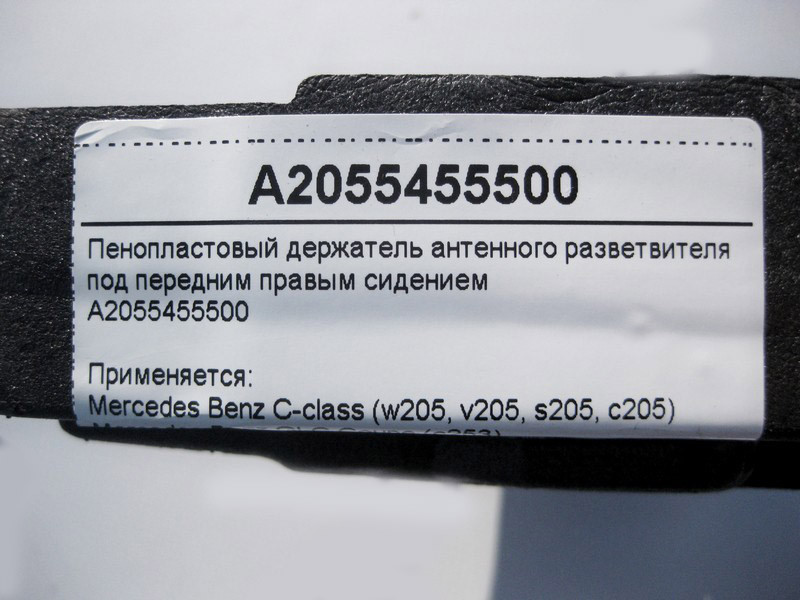 A2055455500
Пенопластовый держатель антенного разветвителя
под передним правым сидением
A2055455500
Применяется:
Mercedes Benz C-class (w205, v205, s205, c205)